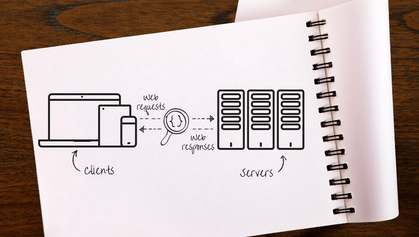 Web
requests
{ }
Web
responses
Clients
Servers